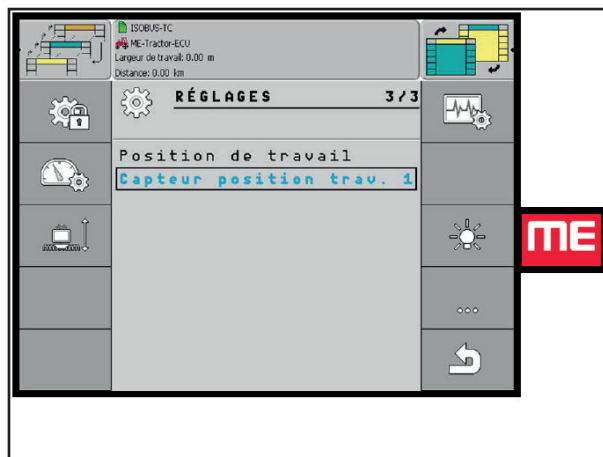 ISOBUS-TC
ME-Tractor-ECU
Largeur de travail: 0.00 m
Distance: 0.00 km
RÉGLAGES 3/3
Position de travail
Capteur position trav. 1
ME